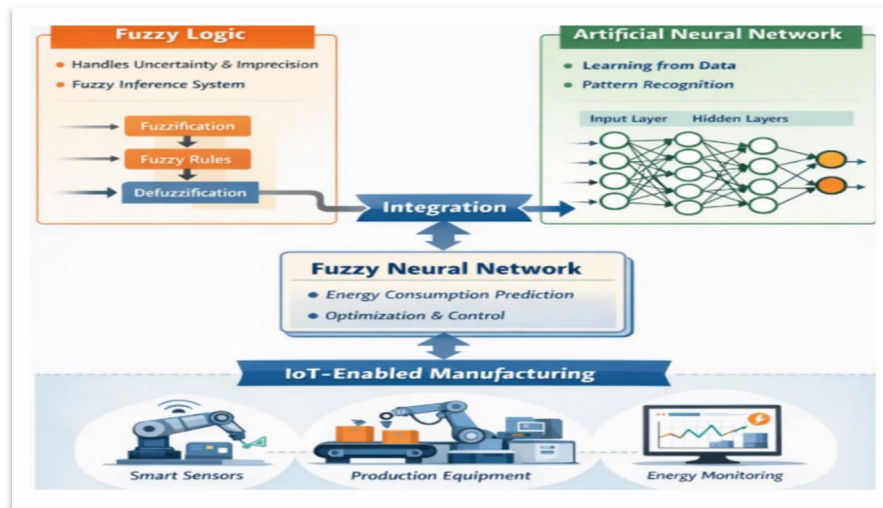 Fuzzy Logic
• Handles Uncertainty & Imprecision
• Fuzzy Inference System
Fuzzification
Fuzzy Rules
Defuzzification
Artificial Neural Network
• Learning from Data
• Pattern Recognition
Input Layer Hidden Layers
Integration
Fuzzy Neural Network
• Energy Consumption Prediction
• Optimization & Control
IoT-Enabled Manufacturing
Smart Sensors
Production Equipment
Energy Monitoring